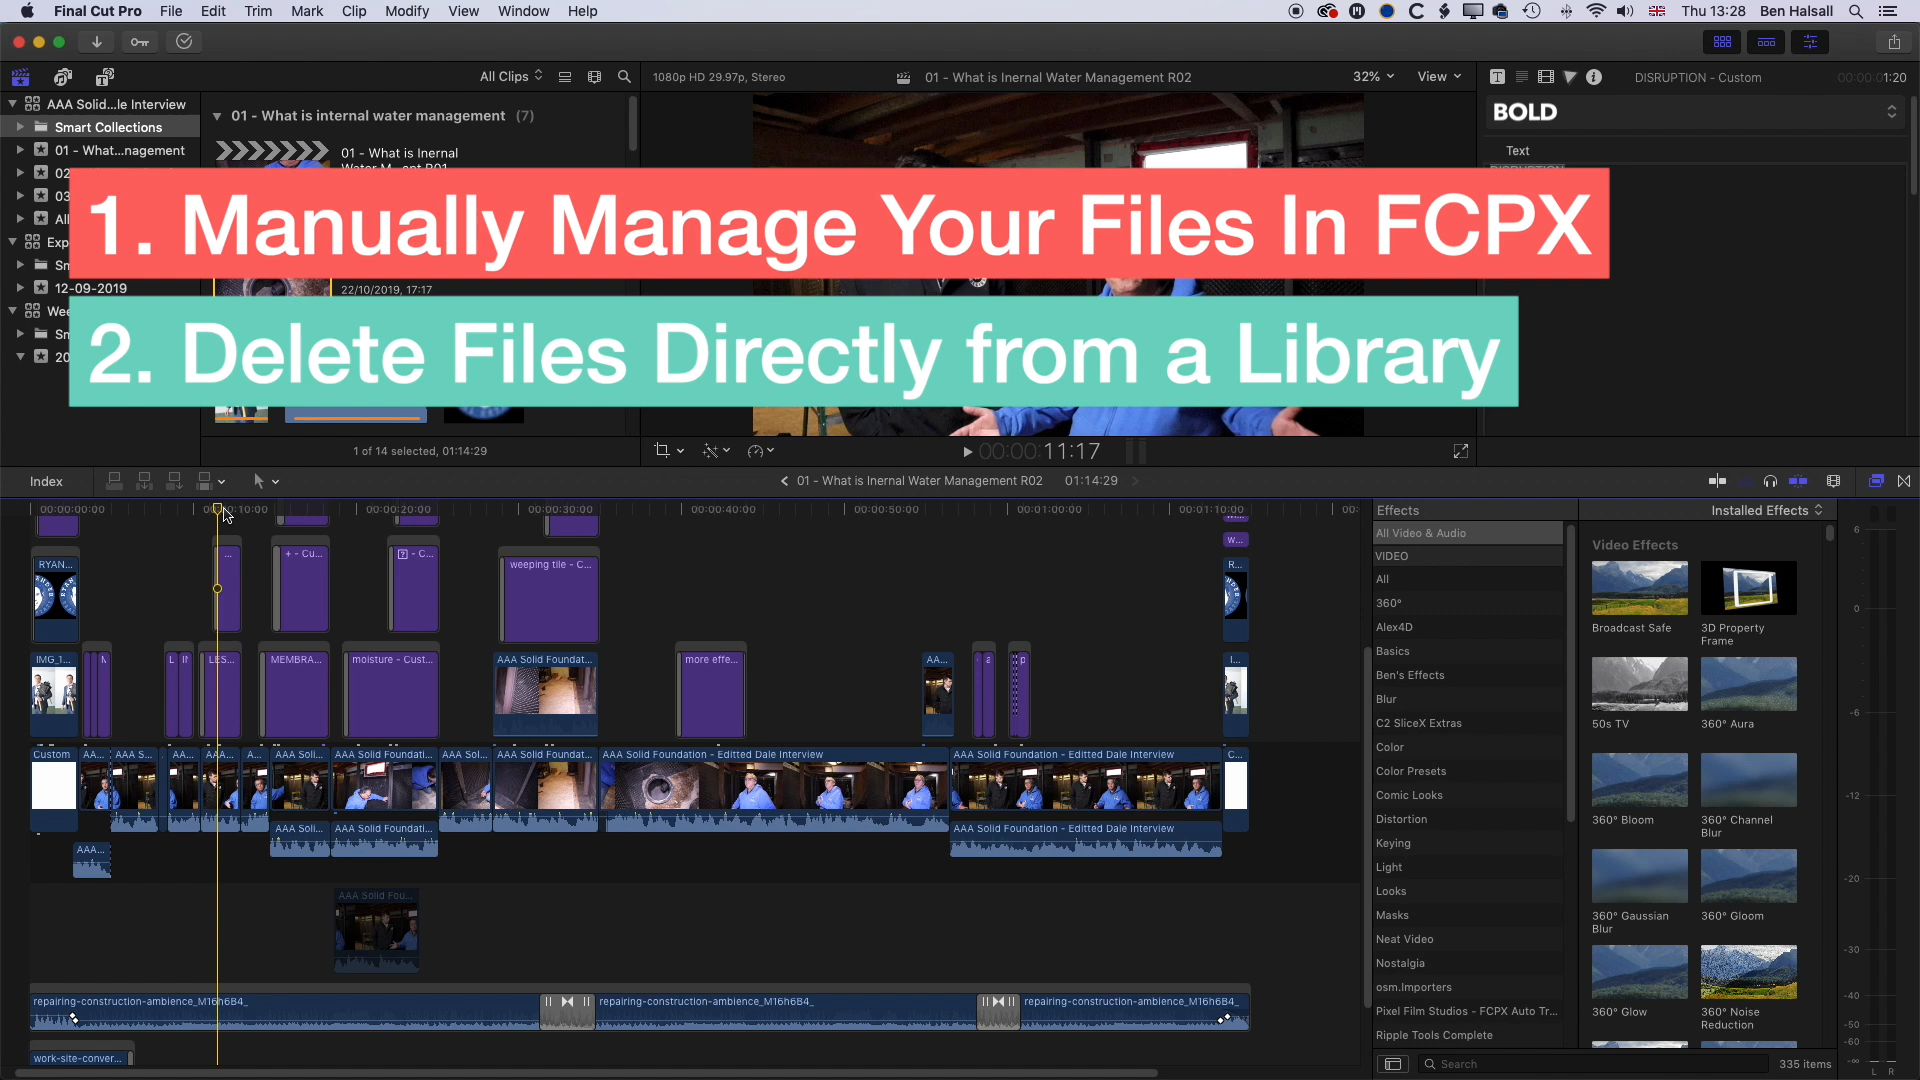 Final Cut Pro File Edit Trim Mark Clip Modify View Window Help Thu 13:28 Ben Halsall
All Clips 1080p HD 29.97p, Stereo 01 - What is Inernal Water Management R02 32% View DISRUPTION - Custom 00:00:01:20
AAA Solid...le Interview
Smart Collections
01 - What...nagement
02
03
All
Exp
Sm
12-09-2019
Wee
Sm
20
01 - What is internal water management (7)
01 - What is Inernal
22/10/2019, 17:17
1 of 14 selected, 01:14:29
BOLD
Text
1. Manually Manage Your Files In FCPX
2. Delete Files Directly from a Library
00:00:11:17
Index 01 - What is Inernal Water Management R02 01:14:29
00:00:00:00 00:00:10:00 00:00:20:00 00:00:30:00 00:00:40:00 00:00:50:00 00:01:00:00 00:01:10:00 00:
w...
RYAN... ... + - Cu... ? - C... weeping tile - C... R...
IMG_1... M L IN LES... MEMBRA... moisture - Cust... AAA Solid Foundat... more effe... AA... a p I...
Custom AA... AAA S... AA... AAA... A... AAA Soli... AAA Solid Foundati... AAA Sol... AAA Solid Foundat... AAA Solid Foundation - Editted Dale Interview AAA Solid Foundation - Editted Dale Interview C...
AAA Soli... AAA Solid Foundati... AAA Solid Foundation - Editted Dale Interview
AAA...
AAA Solid Fou...
repairing-construction-ambience_M16h6B4_ repairing-construction-ambience_M16h6B4_ repairing-construction-ambience_M16h6B4_
work-site-conver...
Effects Installed Effects
All Video & Audio
VIDEO
All
360°
Alex4D
Basics
Ben's Effects
Blur
C2 SliceX Extras
Color
Color Presets
Comic Looks
Distortion
Keying
Light
Looks
Masks
Neat Video
Nostalgia
osm.Importers
Pixel Film Studios - FCPX Auto Tr...
Ripple Tools Complete
Video Effects
Broadcast Safe
3D Property
Frame
50s TV
360° Aura
360° Bloom
360° Channel
Blur
360° Gaussian
Blur
360° Gloom
360° Glow
360° Noise
Reduction
Search 335 items
6
0
-6
-12
-20
-30
-40
-50
-60
-∞
L R